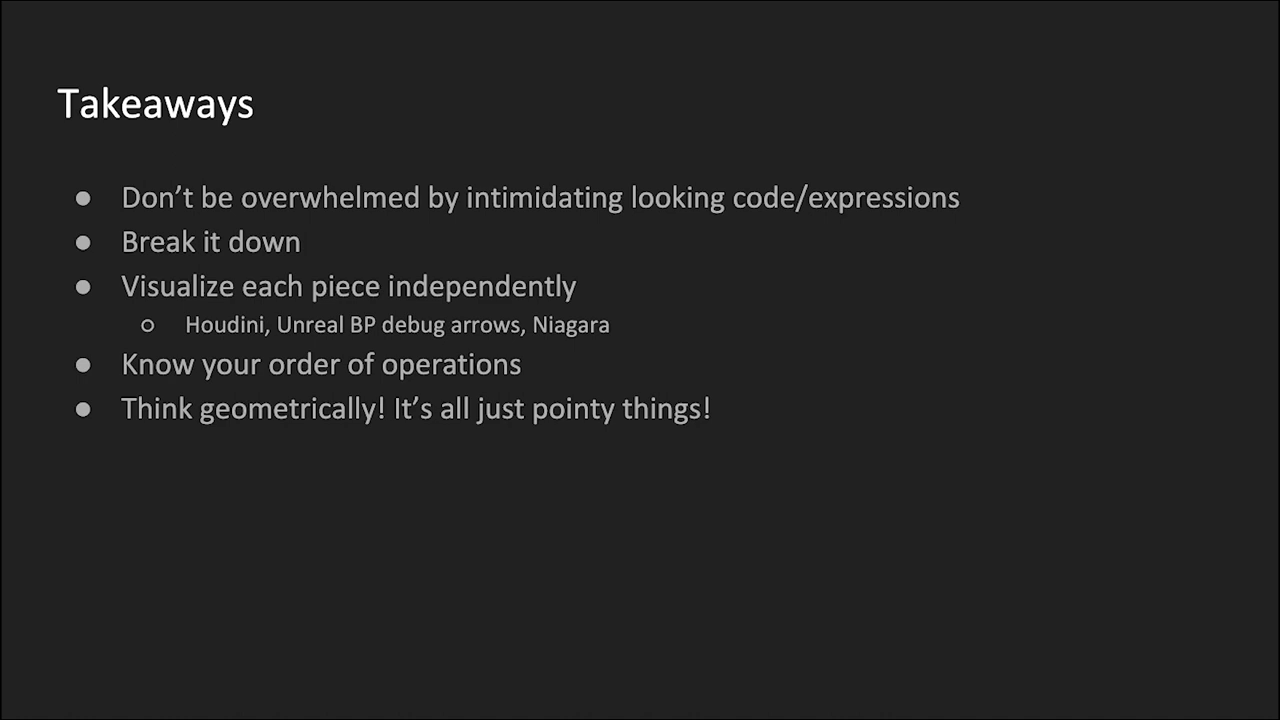 Takeaways
● Don’t be overwhelmed by intimidating looking code/expressions
● Break it down
● Visualize each piece independently
○ Houdini, Unreal BP debug arrows, Niagara
● Know your order of operations
● Think geometrically! It’s all just pointy things!